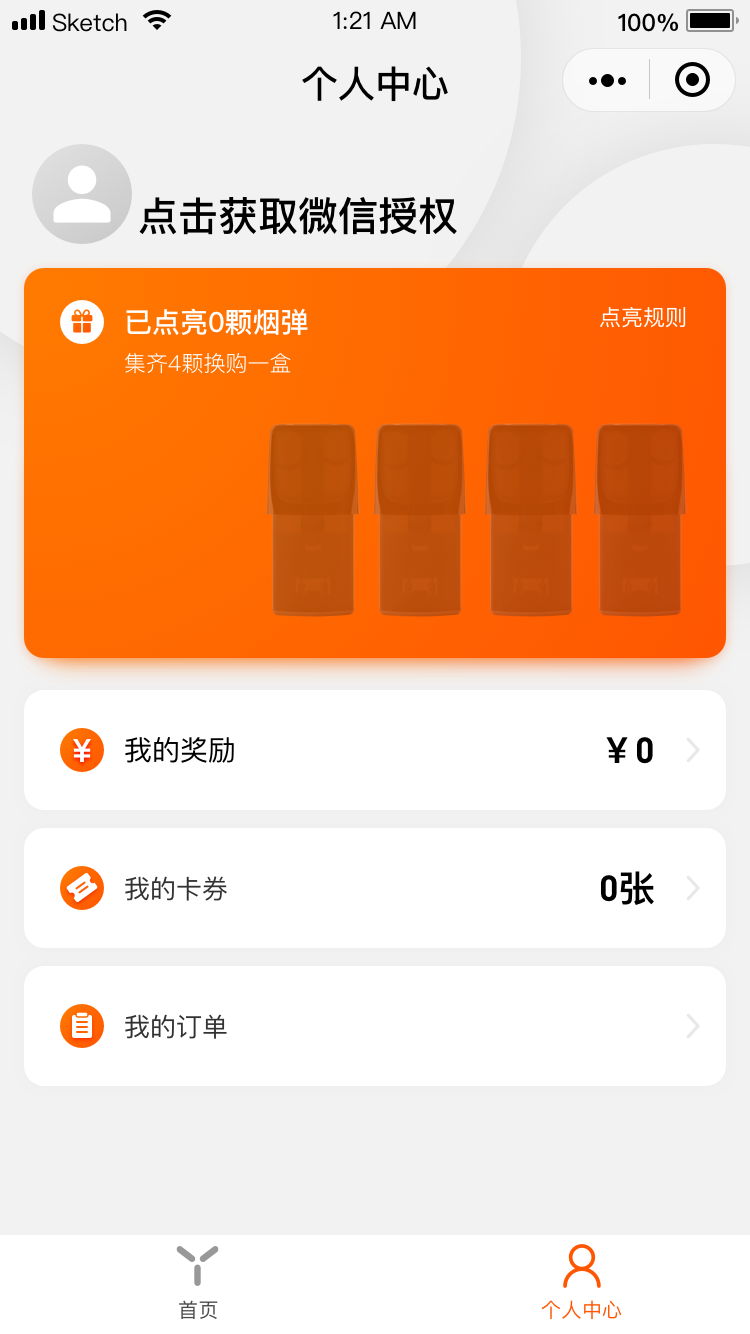 Sketch 1:21 AM 100%
个人中心
点击获取微信授权
已点亮0颗烟弹 点亮规则
集齐4颗换购一盒
我的奖励 ¥ 0
我的卡券 0张
我的订单
首页 个人中心